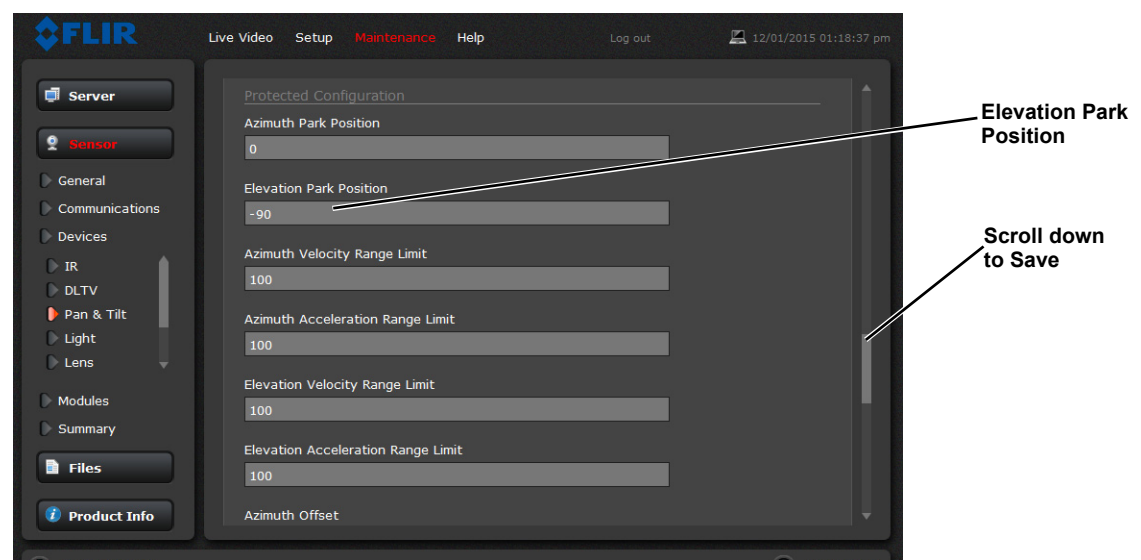 FLIR
Live Video Setup Maintenance Help Log out 12/01/2015 01:18:37 pm
Server
Sensor
General
Communications
Devices
IR
DLTV
Pan & Tilt
Light
Lens
Modules
Summary
Files
Product Info
Protected Configuration
Azimuth Park Position
0
Elevation Park Position
-90
Azimuth Velocity Range Limit
100
Azimuth Acceleration Range Limit
100
Elevation Velocity Range Limit
100
Elevation Acceleration Range Limit
100
Azimuth Offset
Elevation Park
Position
Scroll down
to Save